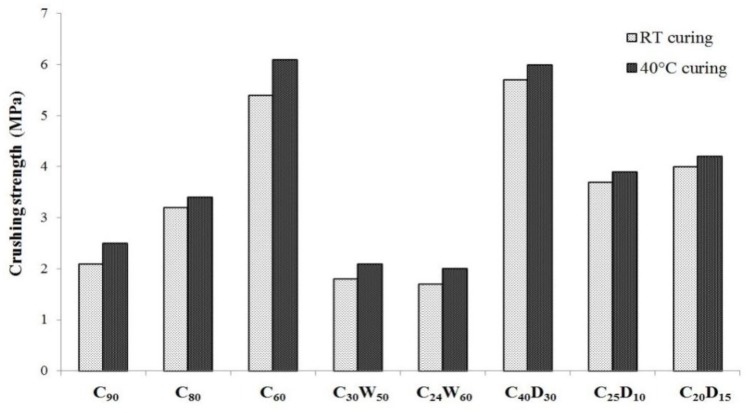 7
6
5
4
3
2
1
0
Crushing strength (MPa)
RT curing
40°C curing
C₉₀ C₈₀ C₆₀ C₃₀W₅₀ C₂₄W₆₀ C₄₀D₃₀ C₂₅D₁₀ C₂₀D₁₅